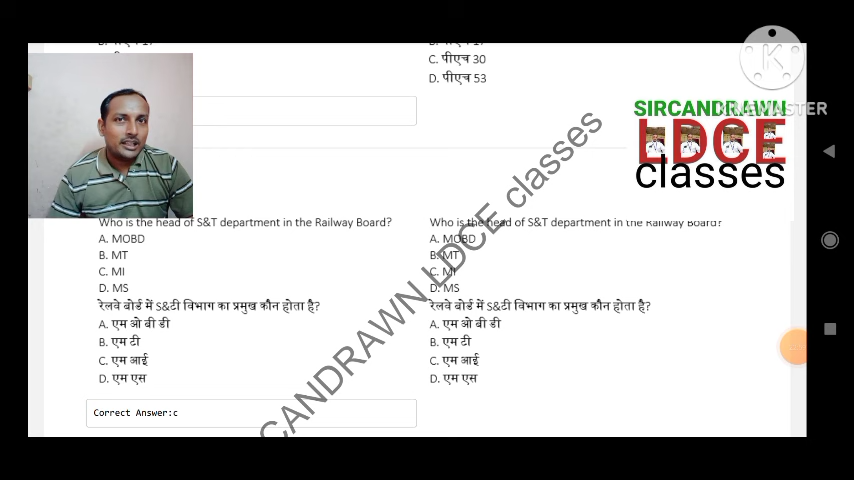 C. पीएच 30
D. पीएच 53
SIRCANDRAWN
KINEMASTER
LDCE
classes
CANDRAWN LDCE classes
Who is the head of S&T department in the Railway Board?
A. MOBD
B. MT
C. MI
D. MS
रेलवे बोर्ड में S&टी विभाग का प्रमुख कौन होता है?
A. एम ओ बी डी
B. एम टी
C. एम आई
D. एम एस
Correct Answer:c
Who is the head of S&T department in the Railway Board?
A. MOBD
B. MT
C. MI
D. MS
रेलवे बोर्ड में S&टी विभाग का प्रमुख कौन होता है?
A. एम ओ बी डी
B. एम टी
C. एम आई
D. एम एस